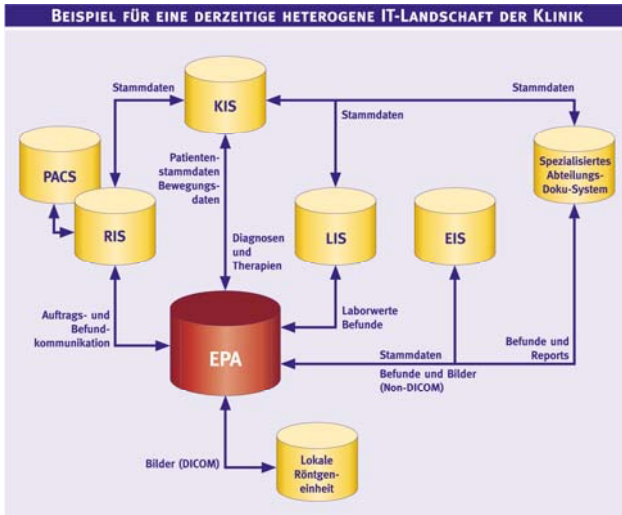 BEISPIEL FÜR EINE DERZEITIGE HETEROGENE IT-LANDSCHAFT DER KLINIK
Stammdaten
KIS
Stammdaten
Stammdaten
PACS
RIS
Patienten-
stammdaten
Bewegungs-
daten
Spezialisiertes
Abteilungs-
Doku-System
LIS
EIS
Diagnosen
und
Therapien
Auftrags- und
Befund-
kommunikation
EPA
Laborwerte
Befunde
Stammdaten
Befunde und Bilder
(Non-DICOM)
Befunde und
Reports
Bilder (DICOM)
Lokale
Röntgen-
einheit